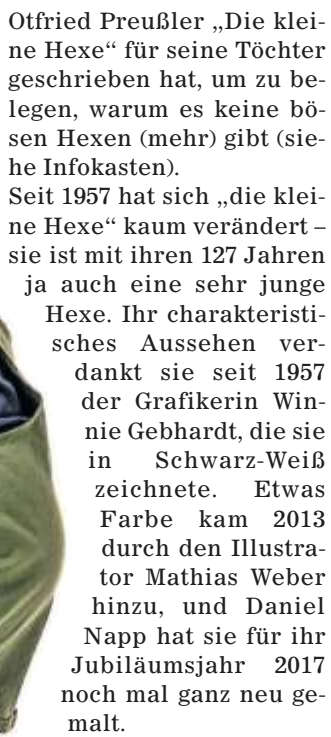 Otfried Preußler „Die klei-
ne Hexe“ für seine Töchter
geschrieben hat, um zu be-
legen, warum es keine bö-
sen Hexen (mehr) gibt (sie-
he Infokasten).
Seit 1957 hat sich „die klei-
ne Hexe“ kaum verändert –
sie ist mit ihren 127 Jahren
ja auch eine sehr junge
Hexe. Ihr charakteristi-
sches Aussehen ver-
dankt sie seit 1957
der Grafikerin Win-
nie Gebhardt, die sie
in Schwarz-Weiß
zeichnete. Etwas
Farbe kam 2013
durch den Illustra-
tor Mathias Weber
hinzu, und Daniel
Napp hat sie für ihr
Jubiläumsjahr 2017
noch mal ganz neu ge-
malt.